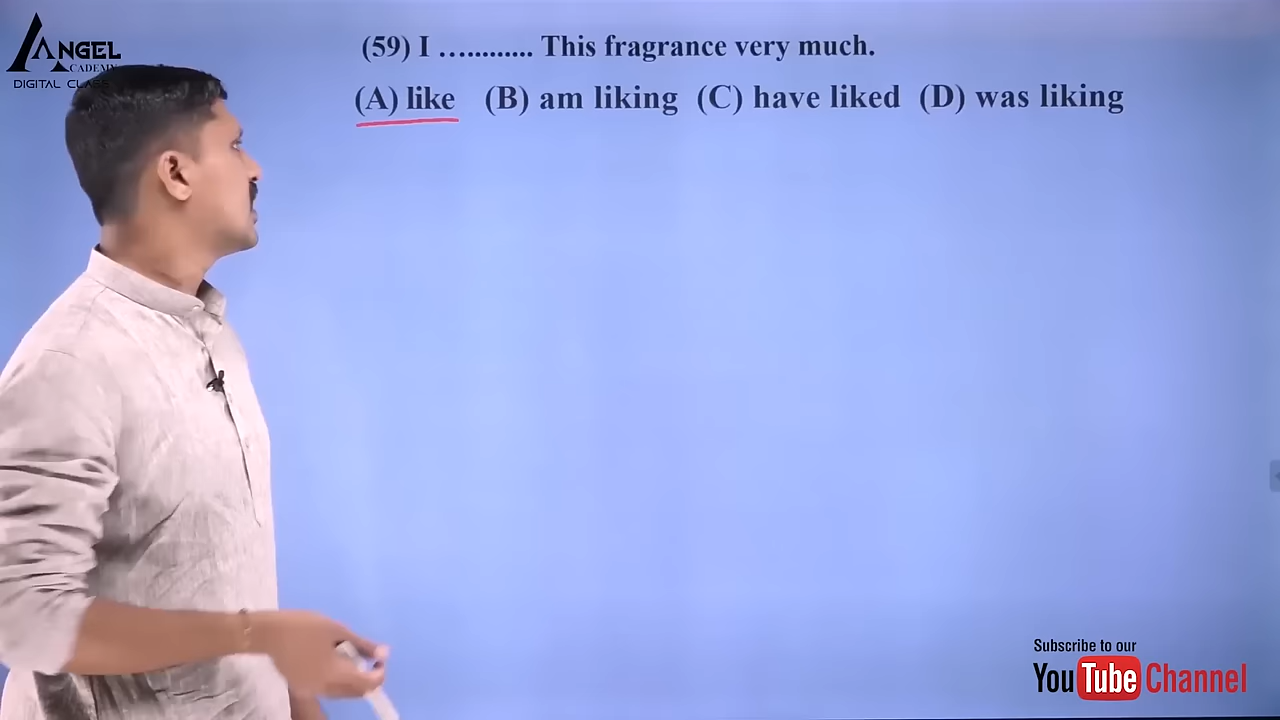 ANGEL
ACADEMY
DIGITAL CLASS
(59) I ............ This fragrance very much.
(A) like (B) am liking (C) have liked (D) was liking
Subscribe to our
YouTube Channel